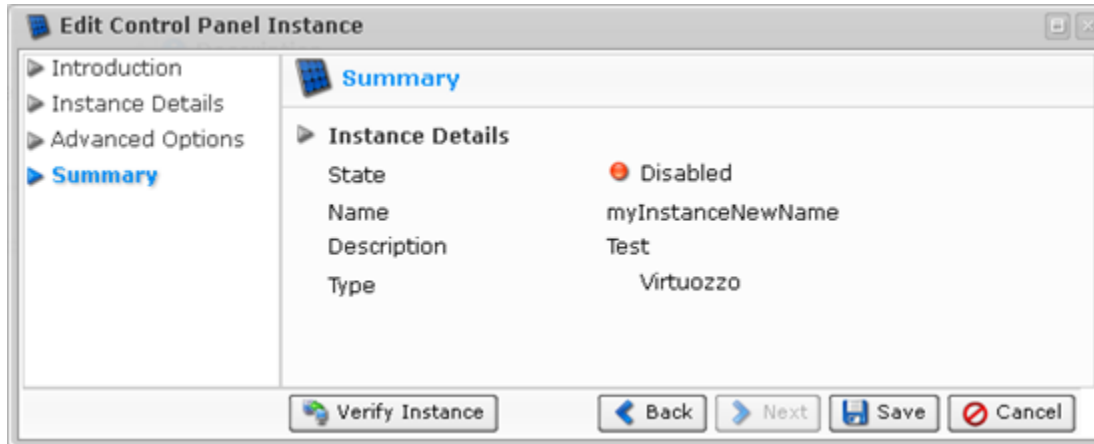 Edit Control Panel Instance
Introduction
Instance Details
Advanced Options
Summary
Summary
Instance Details
State Disabled
Name myInstanceNewName
Description Test
Type Virtuozzo
Verify Instance Back Next Save Cancel